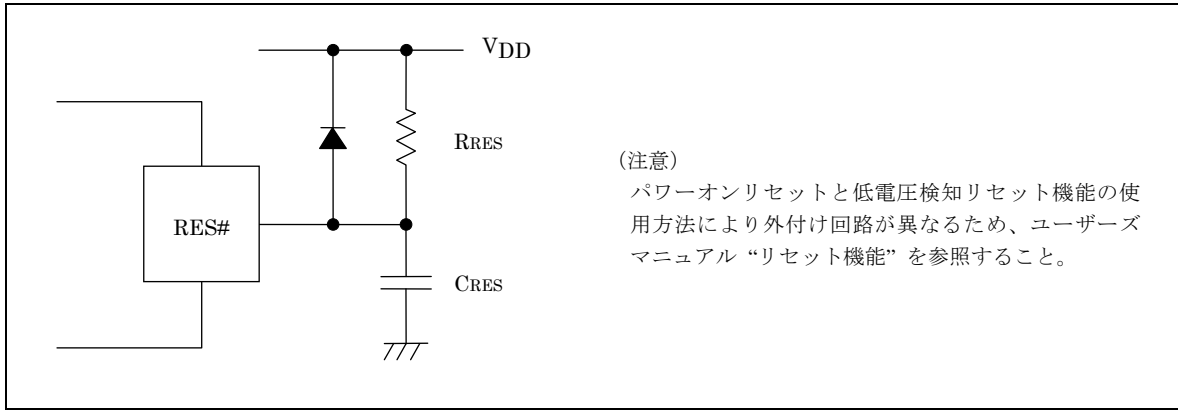 VDD
RRES
RES#
CRES
（注意）
パワーオンリセットと低電圧検知リセット機能の使
用方法により外付け回路が異なるため、ユーザーズ
マニュアル “リセット機能” を参照すること。